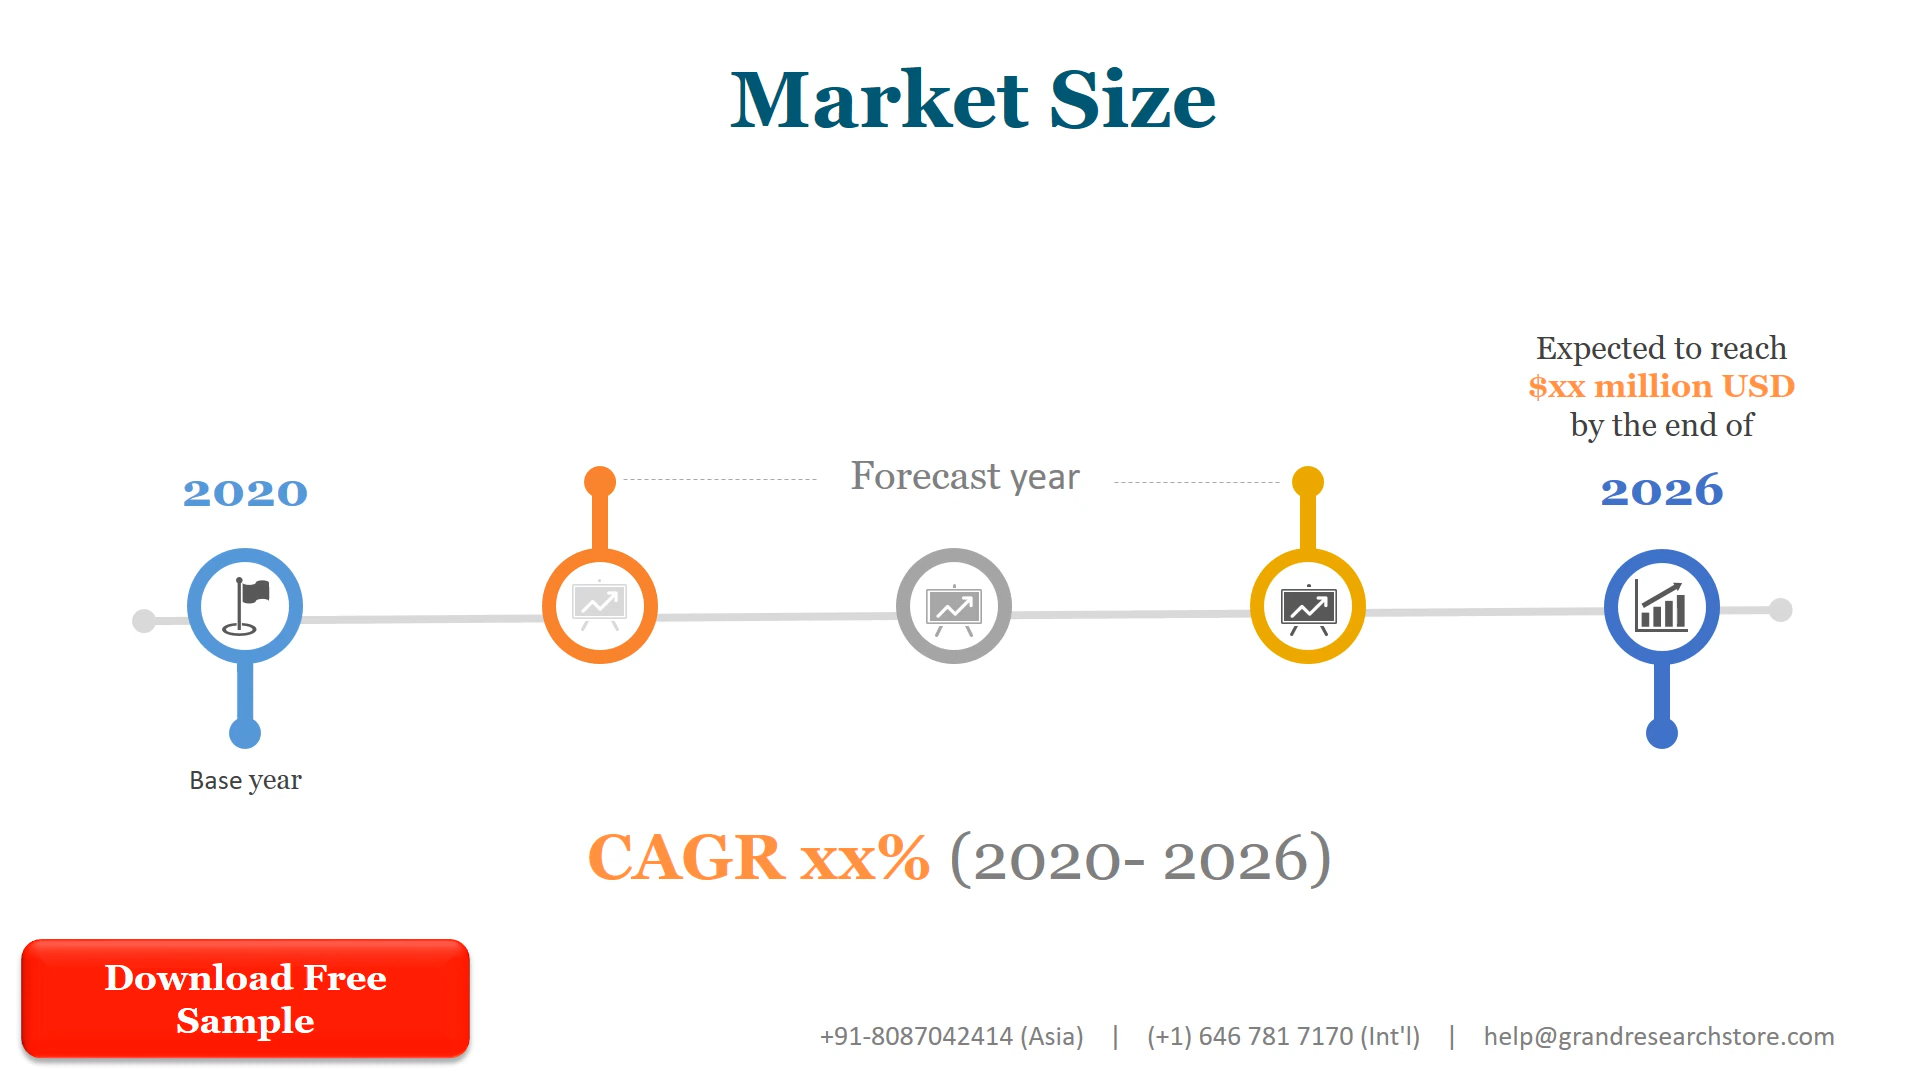 Market Size
Expected to reach
$xx million USD
by the end of
2020
Forecast year
2026
Base year
CAGR xx% (2020- 2026)
Download Free
Sample
+91-8087042414 (Asia) | (+1) 646 781 7170 (Int'l) | help@grandresearchstore.com